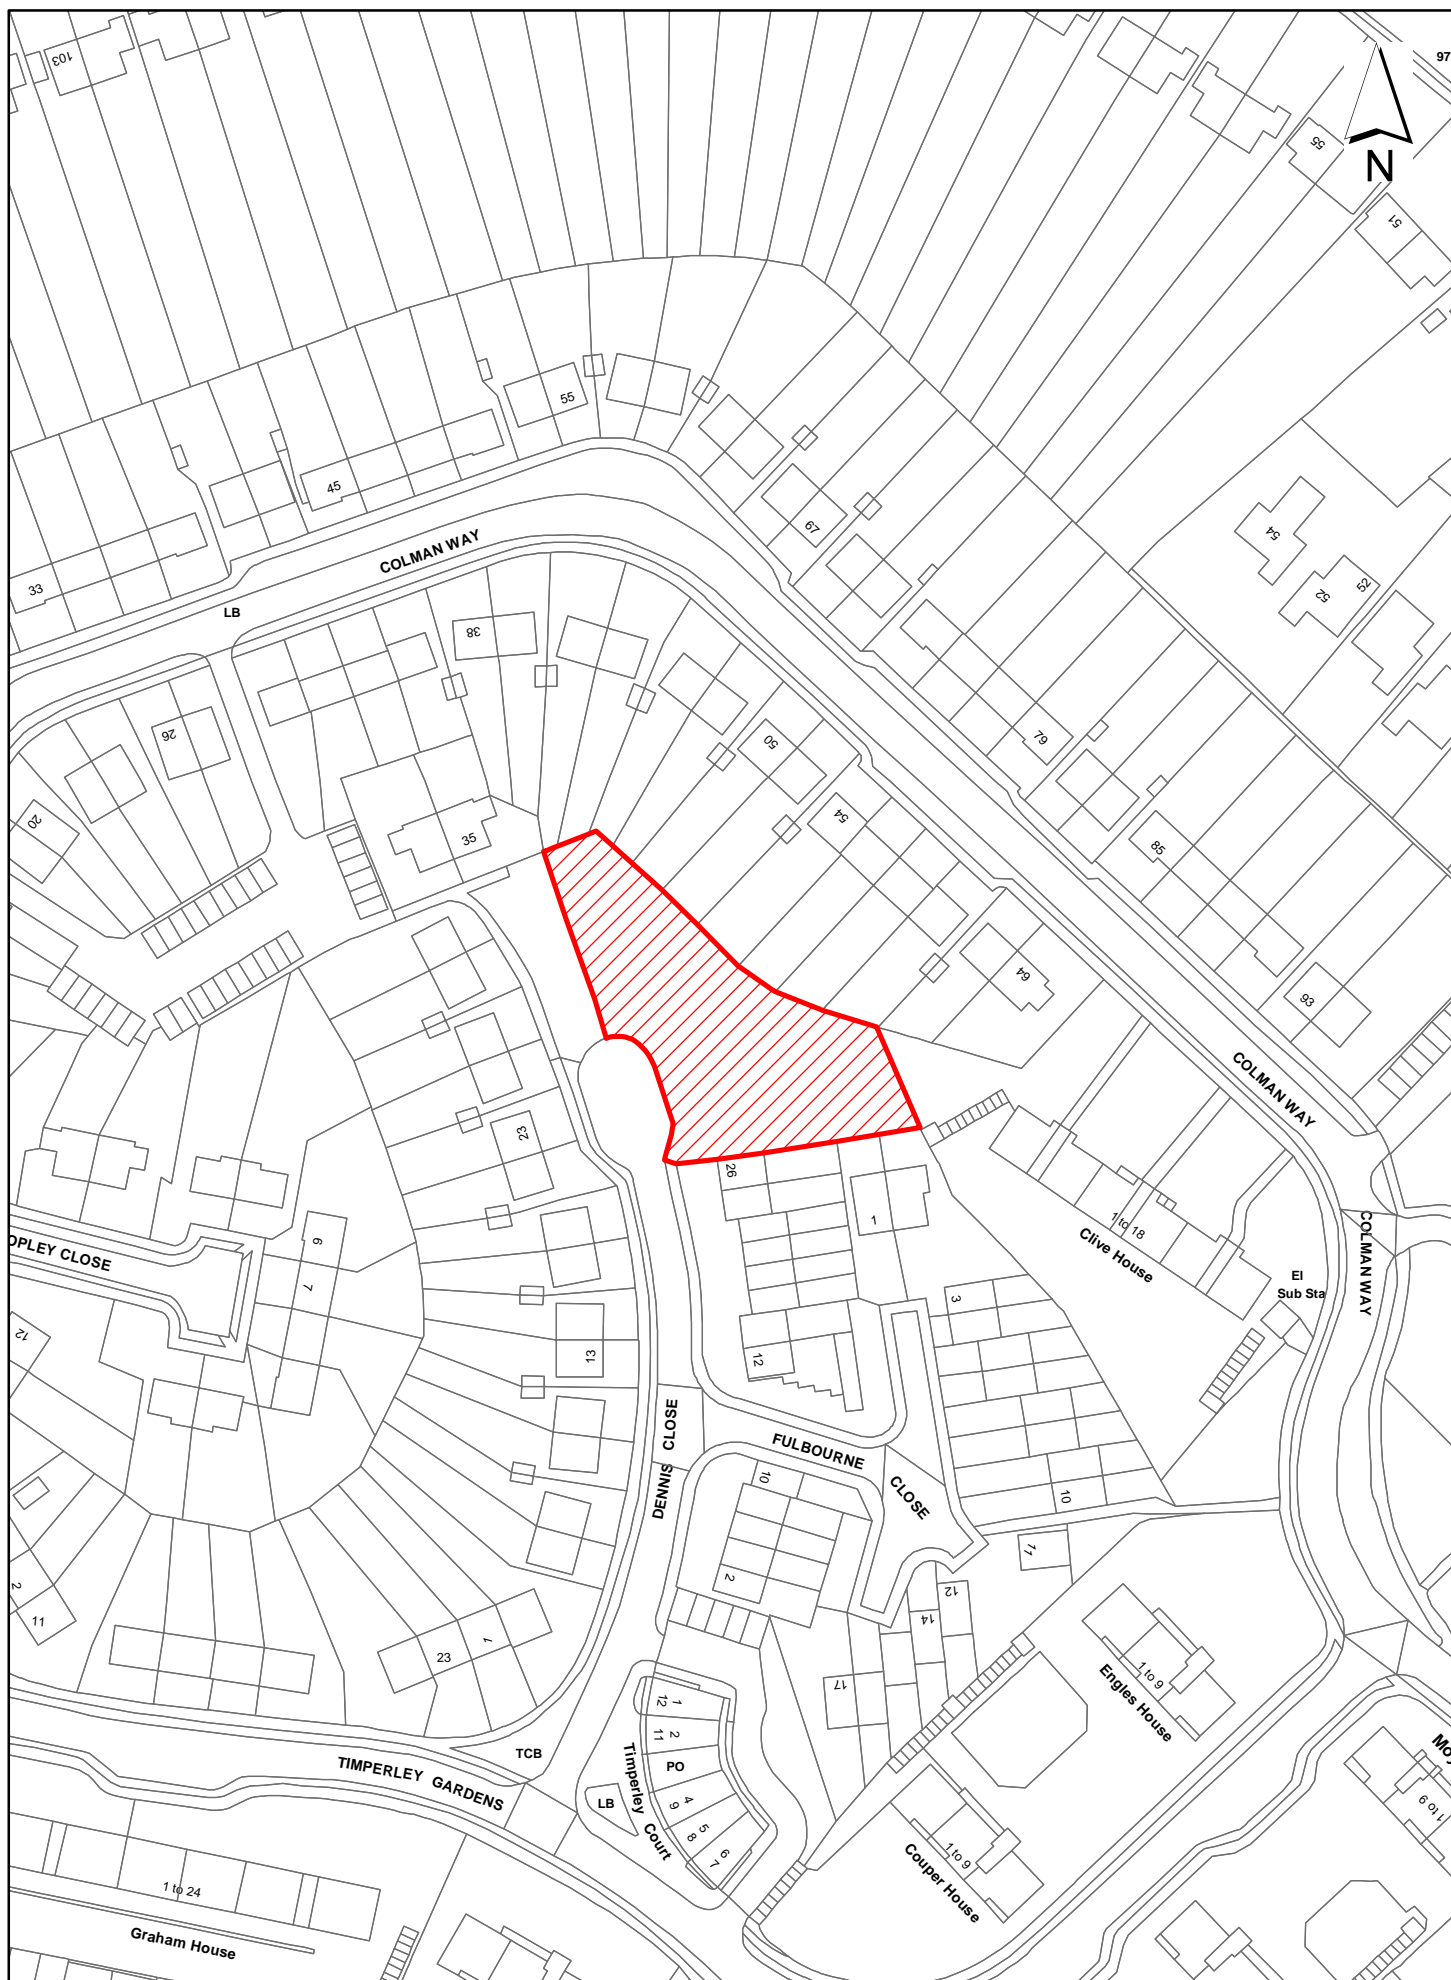 103
97
N
55
51
55
45
COLMAN WAY
67
54
33
LB
52
52
38
26
50
79
54
20
35
85
64
93
COLMAN WAY
23
26
1
1 to 18
Clive House
COLMAN WAY
El
Sub Sta
OPLEY CLOSE
6
7
3
12
13
12
DENNIS CLOSE
FULBOURNE
CLOSE
10
10
11
2
12
14
2
11
1
23
17
1 to 9
Engles House
1
12
2
11
PO
TCB
TIMPERLEY GARDENS
Timperley Court
LB
4
9
5
8
6
7
1 to 9
Couper House
1 to 9
1 to 24
Graham House